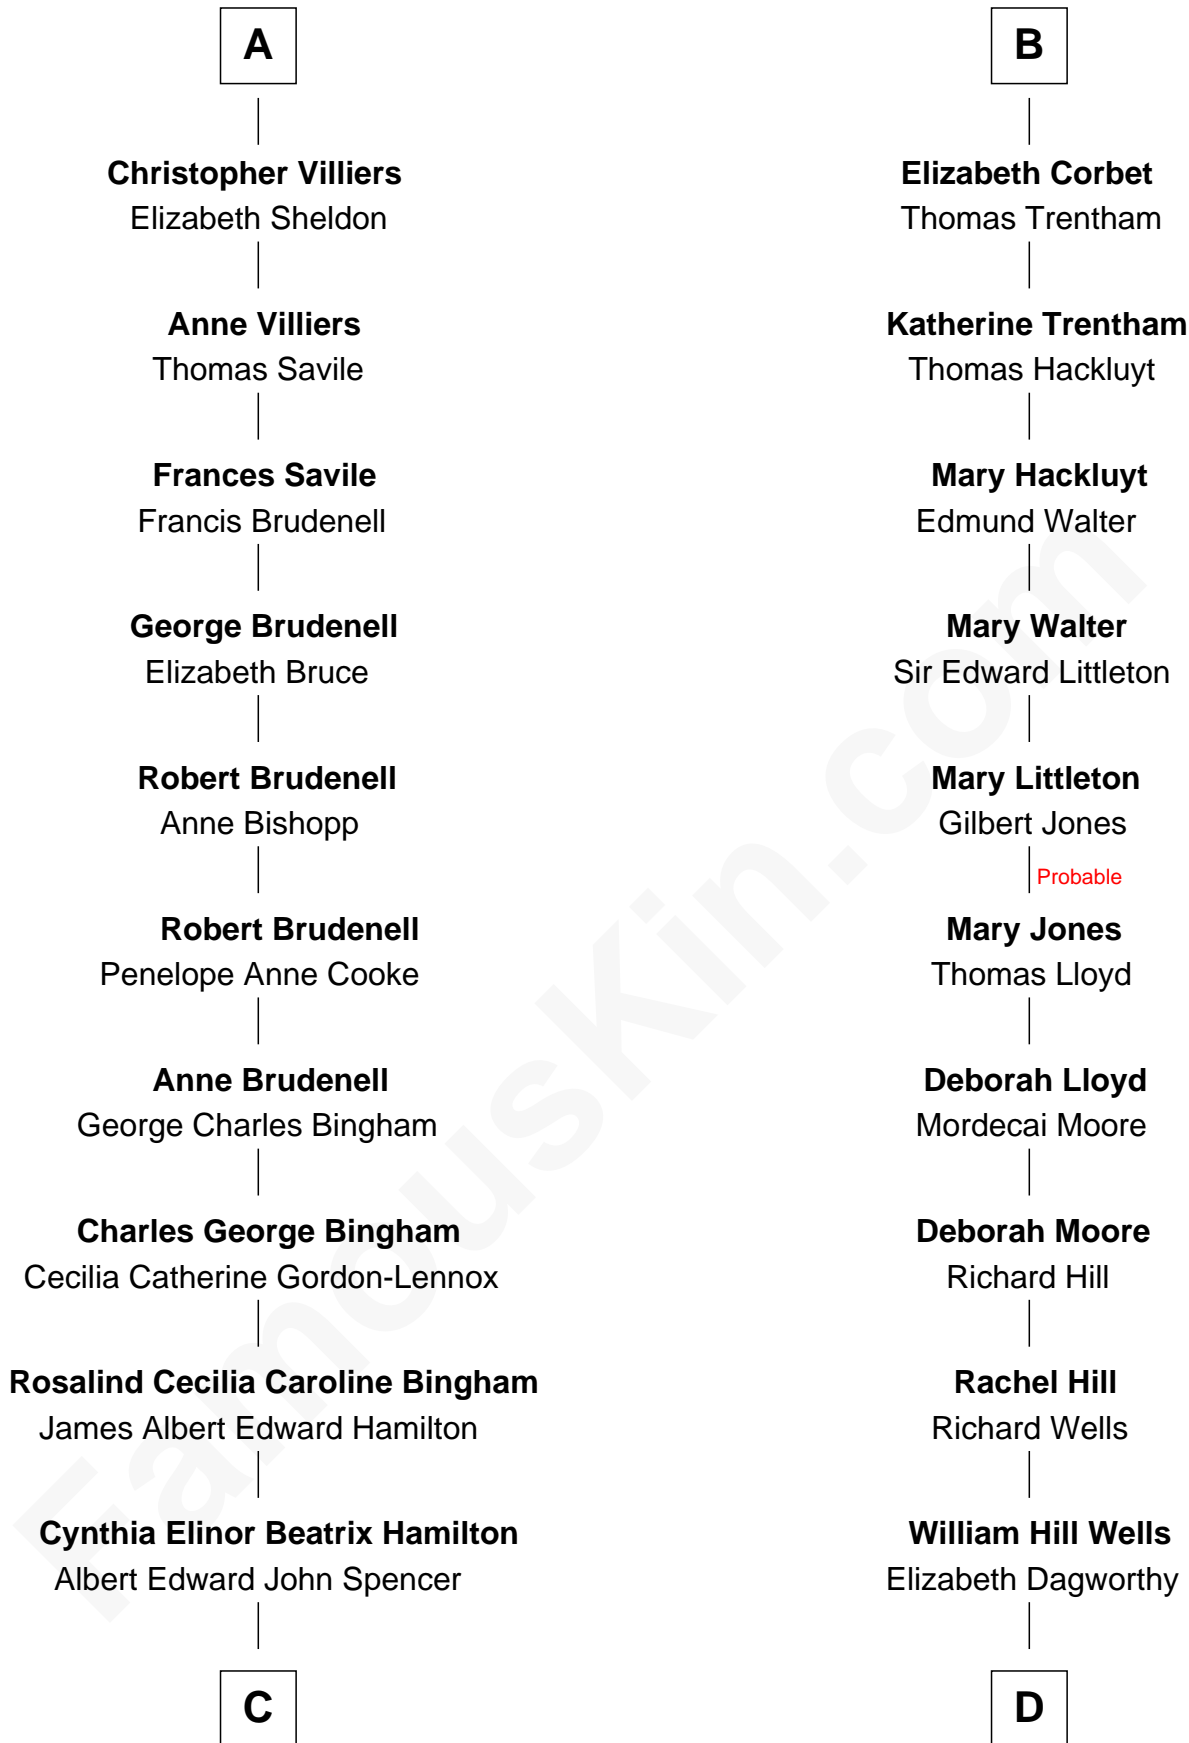 A
Christopher Villiers
Elizabeth Sheldon
Anne Villiers
Thomas Savile
Frances Savile
Francis Brudenell
George Brudenell
Elizabeth Bruce
Robert Brudenell
Anne Bishopp
Robert Brudenell
Penelope Anne Cooke
Anne Brudenell
George Charles Bingham
Charles George Bingham
Cecilia Catherine Gordon-Lennox
Rosalind Cecilia Caroline Bingham
James Albert Edward Hamilton
Cynthia Elinor Beatrix Hamilton
Albert Edward John Spencer
C
B
Elizabeth Corbet
Thomas Trentham
Katherine Trentham
Thomas Hackluyt
Mary Hackluyt
Edmund Walter
Mary Walter
Sir Edward Littleton
Mary Littleton
Gilbert Jones
Probable
Mary Jones
Thomas Lloyd
Deborah Lloyd
Mordecai Moore
Deborah Moore
Richard Hill
Rachel Hill
Richard Wells
William Hill Wells
Elizabeth Dagworthy
D
FamousKin.com